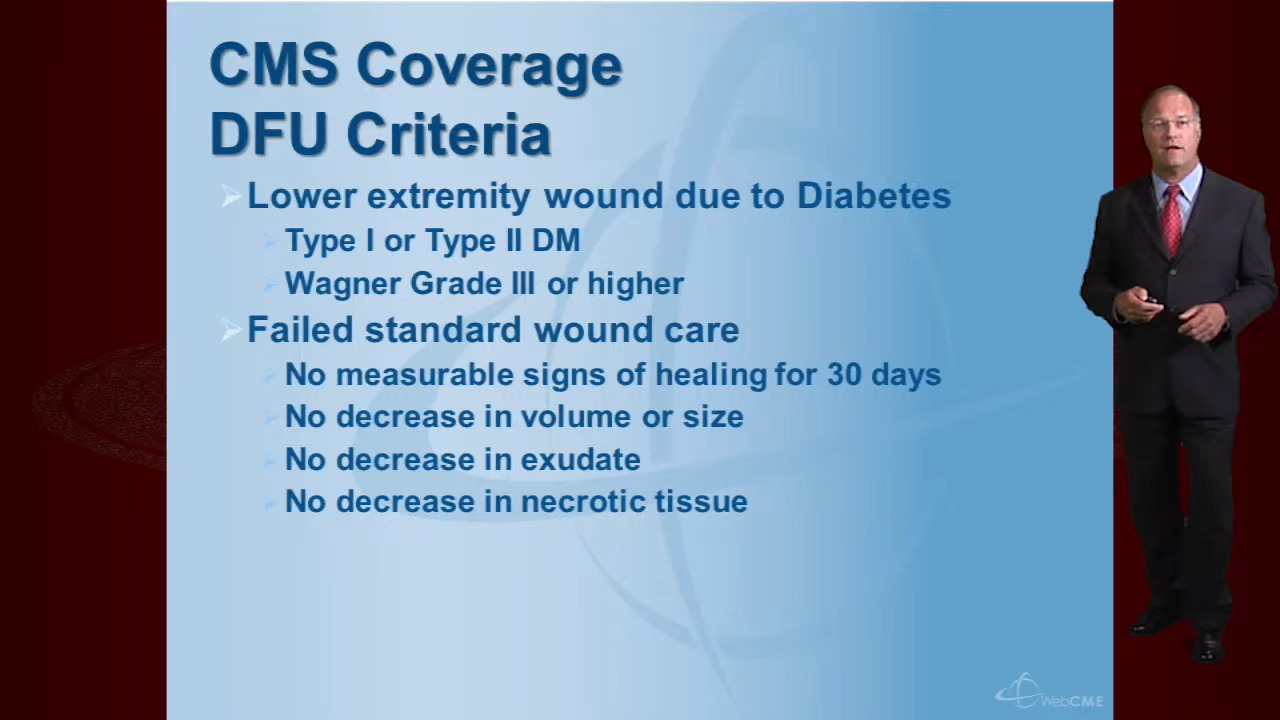 CMS Coverage
DFU Criteria
Lower extremity wound due to Diabetes
Type I or Type II DM
Wagner Grade III or higher
Failed standard wound care
No measurable signs of healing for 30 days
No decrease in volume or size
No decrease in exudate
No decrease in necrotic tissue
WebCME